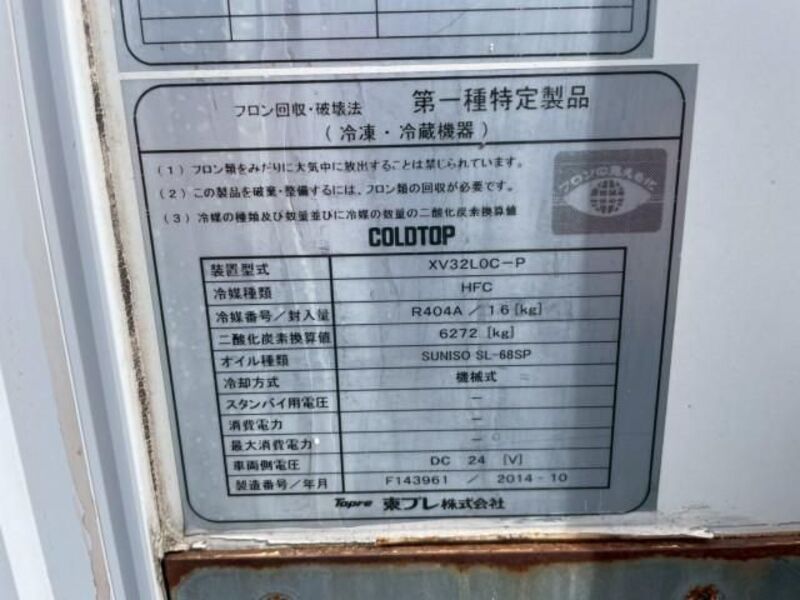 フロン回収・破壊法 第一種特定製品
(冷凍・冷蔵機器)
(1) フロン類をみだりに大気中に放出することは禁じられています。
(2) この製品を破棄・整備するには、フロン類の回収が必要です。
(3) 冷媒の種類及び数量並びに冷媒の数量の二酸化炭素換算値
フロンの見える化
COLDTOP
装置型式 XV32L0C-P
冷媒種類 HFC
冷媒番号/封入量 R404A / 1.6 [kg]
二酸化炭素換算値 6272 [kg]
オイル種類 SUNISO SL-68SP
冷却方式 機械式
スタンバイ用電圧 -
消費電力 -
最大消費電力 -
車両側電圧 DC 24 [V]
製造番号/年月 F143961 / 2014-10
Topre 東プレ株式会社